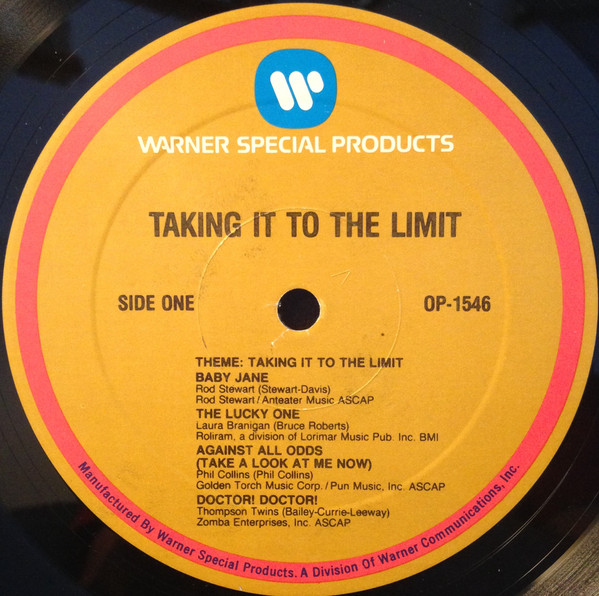 WARNER SPECIAL PRODUCTS
TAKING IT TO THE LIMIT
SIDE ONE
OP-1546
THEME: TAKING IT TO THE LIMIT
BABY JANE
Rod Stewart (Stewart-Davis)
Rod Stewart/Anteater Music ASCAP
THE LUCKY ONE
Laura Branigan (Bruce Roberts)
Roliram, a division of Lorimar Music Pub. Inc. BMI
AGAINST ALL ODDS
(TAKE A LOOK AT ME NOW)
Phil Collins (Phil Collins)
Golden Torch Music Corp./Pun Music, Inc. ASCAP
DOCTOR! DOCTOR!
Thompson Twins (Bailey-Currie-Leeway)
Zomba Enterprises, Inc. ASCAP
Manufactured By Warner Special Products. A Division Of Warner Communications, Inc.